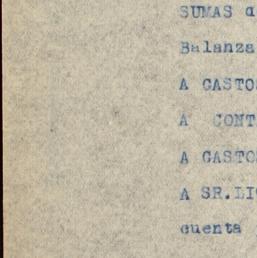 SUMAS d
Balanza
A GASTO
A CONT
A GASTO
A SR.LI
cuenta